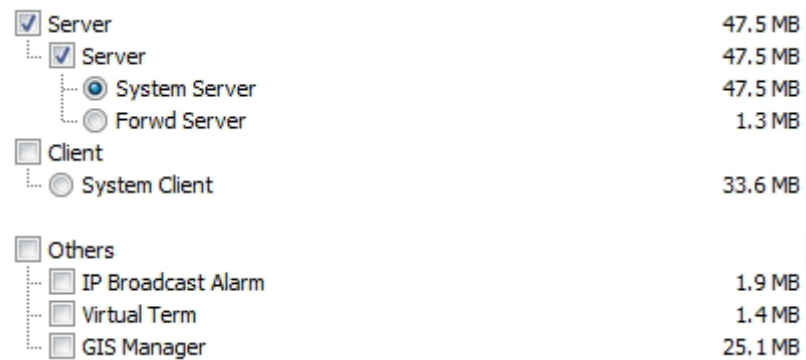 Server 47.5 MB
Server 47.5 MB
System Server 47.5 MB
Forwd Server 1.3 MB
Client
System Client 33.6 MB
Others
IP Broadcast Alarm 1.9 MB
Virtual Term 1.4 MB
GIS Manager 25.1 MB